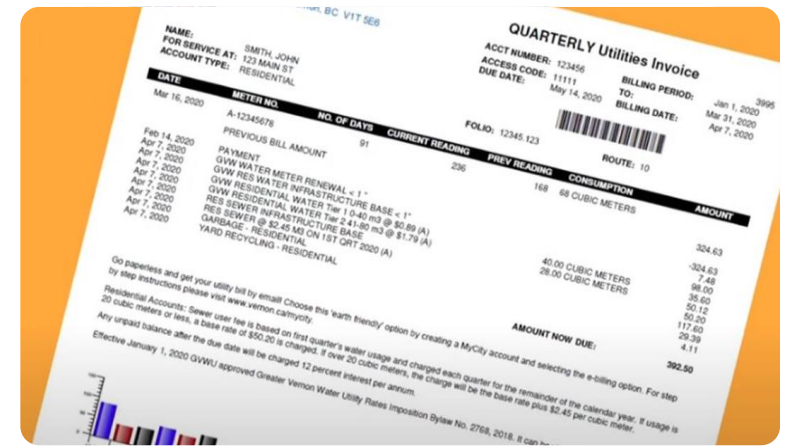 BC V1T 5E6
QUARTERLY Utilities Invoice
NAME: SMITH, JOHN
FOR SERVICE AT: 123 MAIN ST
ACCOUNT TYPE: RESIDENTIAL
ACCT NUMBER: 123456
ACCESS CODE: 11111
DUE DATE: May 14, 2020
3995
BILLING PERIOD: Jan 1, 2020
TO: Mar 31, 2020
BILLING DATE: Apr 7, 2020
FOLIO: 12345.123
ROUTE: 10
DATE METER NO. NO. OF DAYS CURRENT READING PREV READING CONSUMPTION AMOUNT
Mar 16, 2020 A-12345678 91 236 168 68 CUBIC METERS
PREVIOUS BILL AMOUNT 324.63
Feb 14, 2020 PAYMENT -324.63
Apr 7, 2020 GVW WATER METER RENEWAL < 1" 7.48
Apr 7, 2020 GVW RES WATER INFRASTRUCTURE BASE < 1" 98.00
Apr 7, 2020 GVW RESIDENTIAL WATER Tier 1 0-40 m3 @ $0.89 (A) 40.00 CUBIC METERS 35.60
Apr 7, 2020 GVW RESIDENTIAL WATER Tier 2 41-80 m3 @ $1.79 (A) 28.00 CUBIC METERS 50.12
Apr 7, 2020 RES SEWER INFRASTRUCTURE BASE 50.20
Apr 7, 2020 RES SEWER @ $2.45 M3 ON 1ST QRT 2020 (A) 117.60
Apr 7, 2020 GARBAGE - RESIDENTIAL 29.39
Apr 7, 2020 YARD RECYCLING - RESIDENTIAL 4.11
AMOUNT NOW DUE: 392.50
Go paperless and get your utility bill by email! Choose this 'earth friendly' option by creating a MyCity account and selecting the e-billing option. For step
by step instructions please visit www.vernon.ca/mycity.
Residential Accounts: Sewer user fee is based on first quarter's water usage and charged each quarter for the remainder of the calendar year. If usage is
20 cubic meters or less, a base rate of $50.20 is charged. If over 20 cubic meters, the charge will be the base rate plus $2.45 per cubic meter.
Any unpaid balance after the due date will be charged 12 percent interest per annum.
Effective January 1, 2020 GVWU approved Greater Vernon Water Utility Rates Imposition Bylaw No. 2768, 2018. It can be